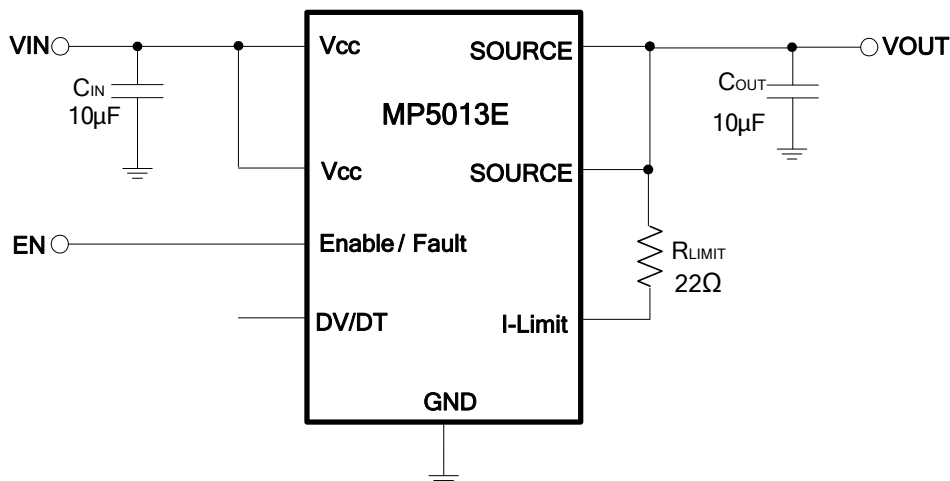 VIN
Vcc
SOURCE
VOUT
CIN
10μF
MP5013E
COUT
10μF
Vcc
SOURCE
EN
Enable / Fault
RLIMIT
22Ω
DV/DT
I-Limit
GND